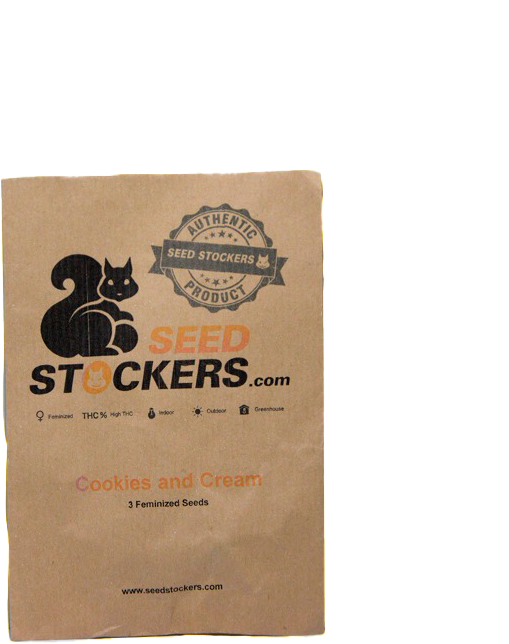 AUTHENTIC
SEED STOCKERS
PRODUCT
SEED
STOCKERS.com
Feminized THC% High THC Indoor Outdoor Greenhouse
Cookies and Cream
3 Feminized Seeds
www.seedstockers.com